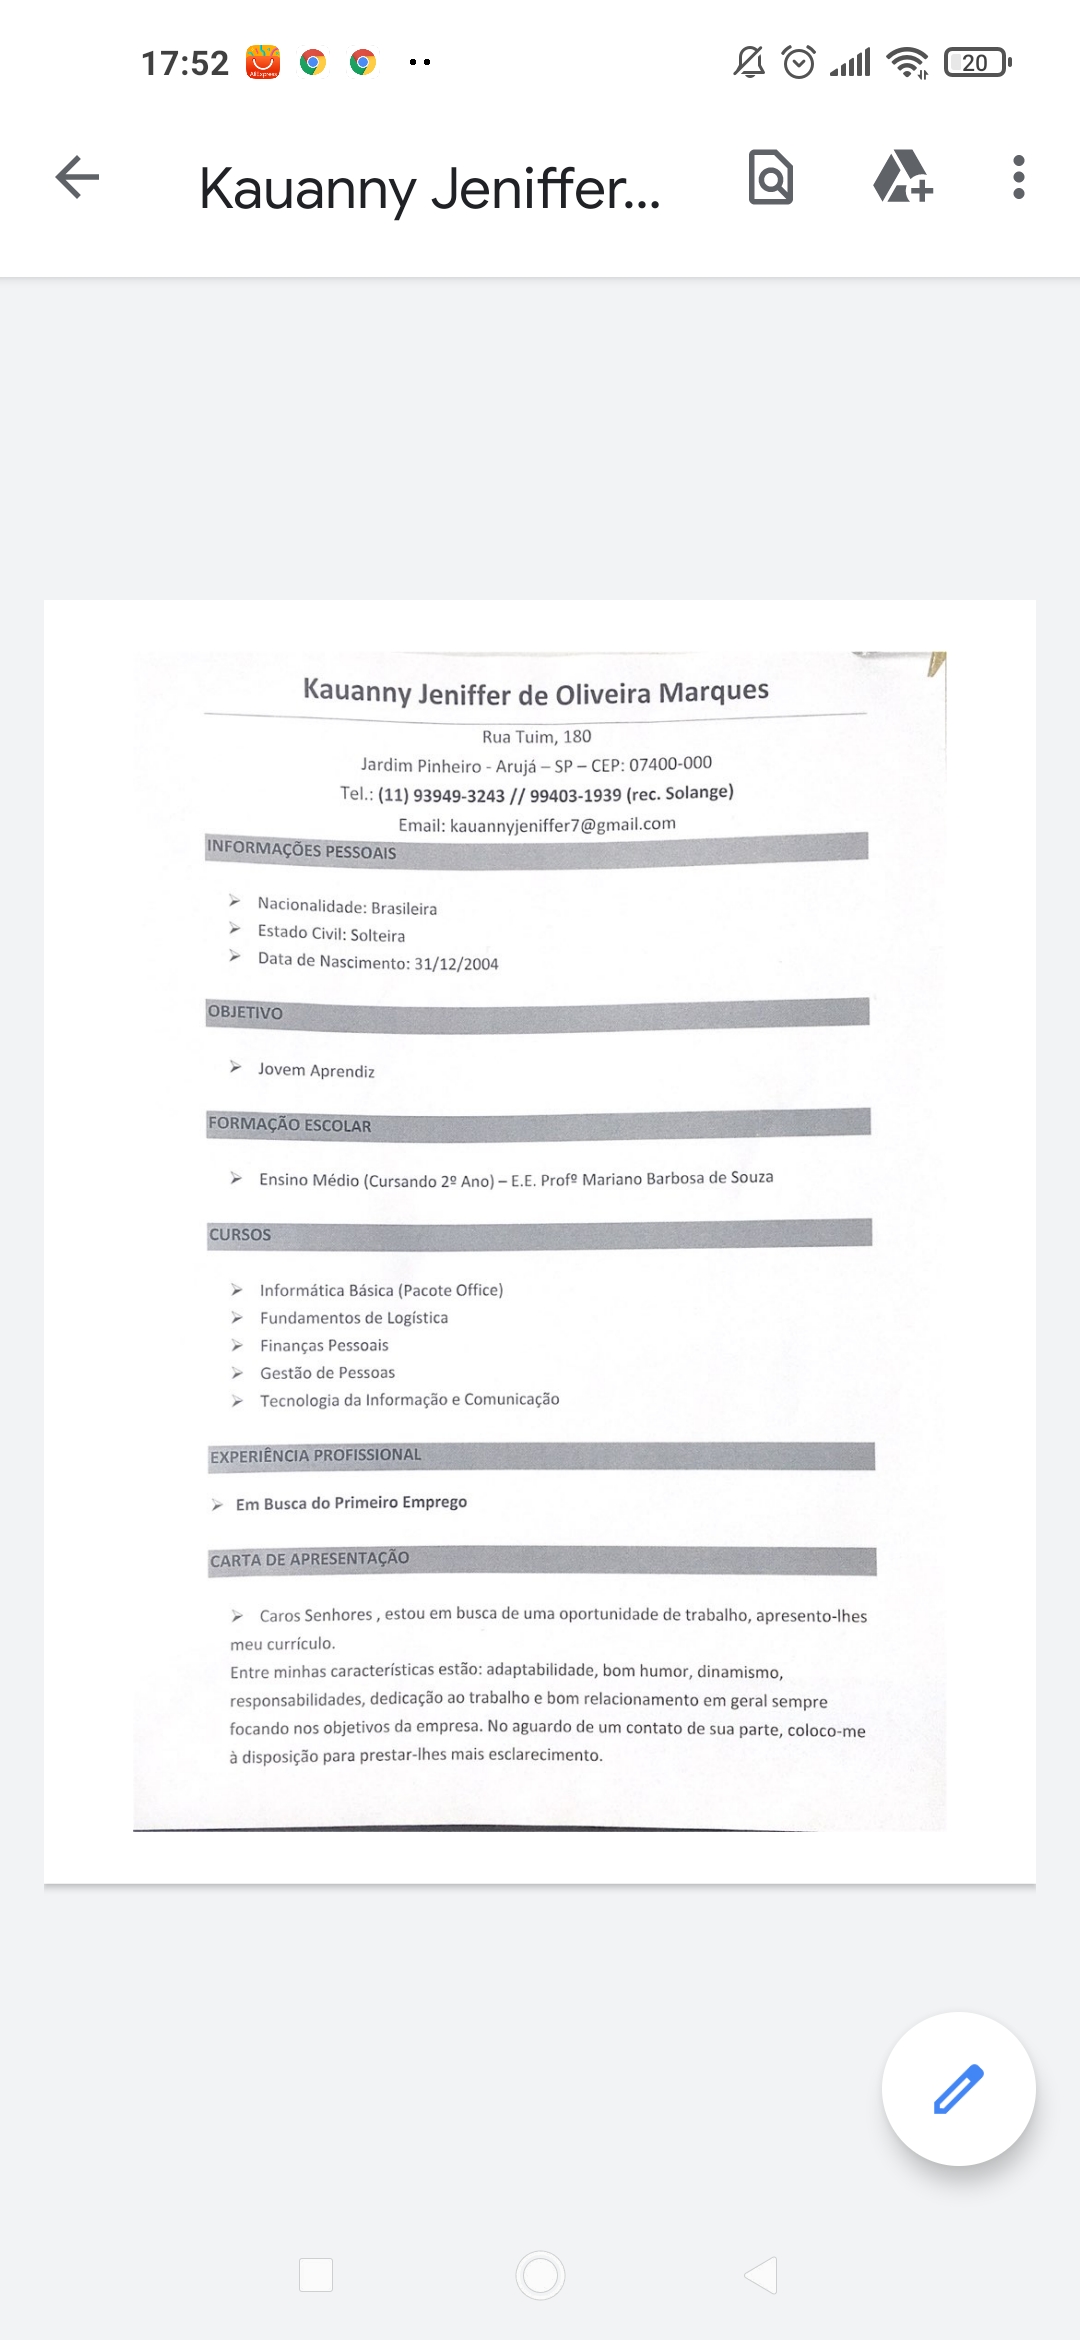 17:52
20
Kauanny Jeniffer...
Kauanny Jeniffer de Oliveira Marques
Rua Tuim, 180
Jardim Pinheiro - Arujá – SP – CEP: 07400-000
Tel.: (11) 93949-3243 // 99403-1939 (rec. Solange)
Email: kauannyjeniffer7@gmail.com
INFORMAÇÕES PESSOAIS
➢ Nacionalidade: Brasileira
➢ Estado Civil: Solteira
➢ Data de Nascimento: 31/12/2004
OBJETIVO
➢ Jovem Aprendiz
FORMAÇÃO ESCOLAR
➢ Ensino Médio (Cursando 2º Ano) – E.E. Profº Mariano Barbosa de Souza
CURSOS
➢ Informática Básica (Pacote Office)
➢ Fundamentos de Logística
➢ Finanças Pessoais
➢ Gestão de Pessoas
➢ Tecnologia da Informação e Comunicação
EXPERIÊNCIA PROFISSIONAL
➢ Em Busca do Primeiro Emprego
CARTA DE APRESENTAÇÃO
➢ Caros Senhores , estou em busca de uma oportunidade de trabalho, apresento-lhes
meu currículo.
Entre minhas características estão: adaptabilidade, bom humor, dinamismo,
responsabilidades, dedicação ao trabalho e bom relacionamento em geral sempre
focando nos objetivos da empresa. No aguardo de um contato de sua parte, coloco-me
à disposição para prestar-lhes mais esclarecimento.